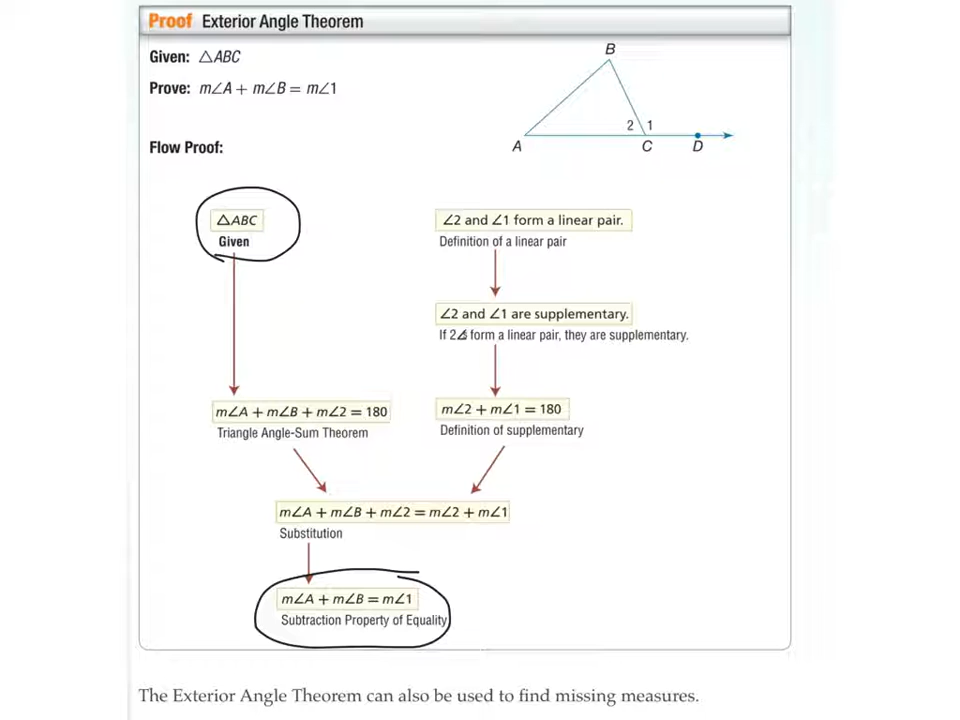 Proof Exterior Angle Theorem
Given: △ABC
Prove: m∠A + m∠B = m∠1
B
2 1
A C D
Flow Proof:
△ABC
Given
∠2 and ∠1 form a linear pair.
Definition of a linear pair
∠2 and ∠1 are supplementary.
If 2 ∠s form a linear pair, they are supplementary.
m∠A + m∠B + m∠2 = 180
Triangle Angle-Sum Theorem
m∠2 + m∠1 = 180
Definition of supplementary
m∠A + m∠B + m∠2 = m∠2 + m∠1
Substitution
m∠A + m∠B = m∠1
Subtraction Property of Equality
The Exterior Angle Theorem can also be used to find missing measures.